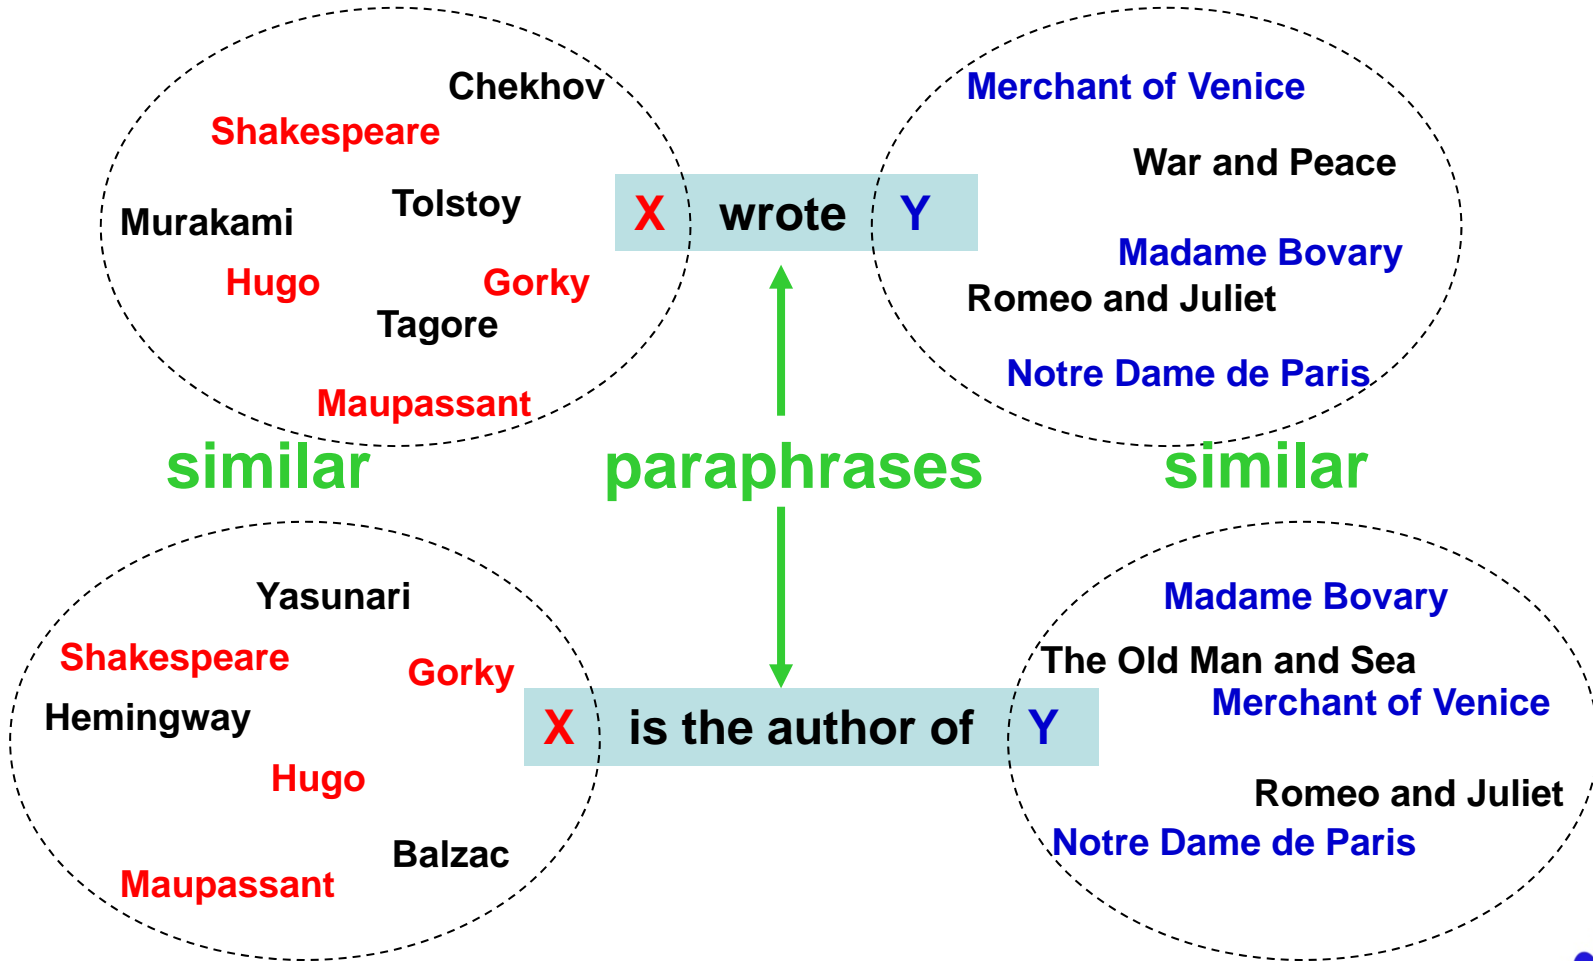 Chekhov
Shakespeare
Tolstoy
Murakami
Hugo
Gorky
Tagore
Maupassant
X wrote Y
Merchant of Venice
War and Peace
Madame Bovary
Romeo and Juliet
Notre Dame de Paris
similar
paraphrases
similar
Yasunari
Shakespeare
Gorky
Hemingway
Hugo
Balzac
Maupassant
X is the author of Y
Madame Bovary
The Old Man and Sea
Merchant of Venice
Romeo and Juliet
Notre Dame de Paris